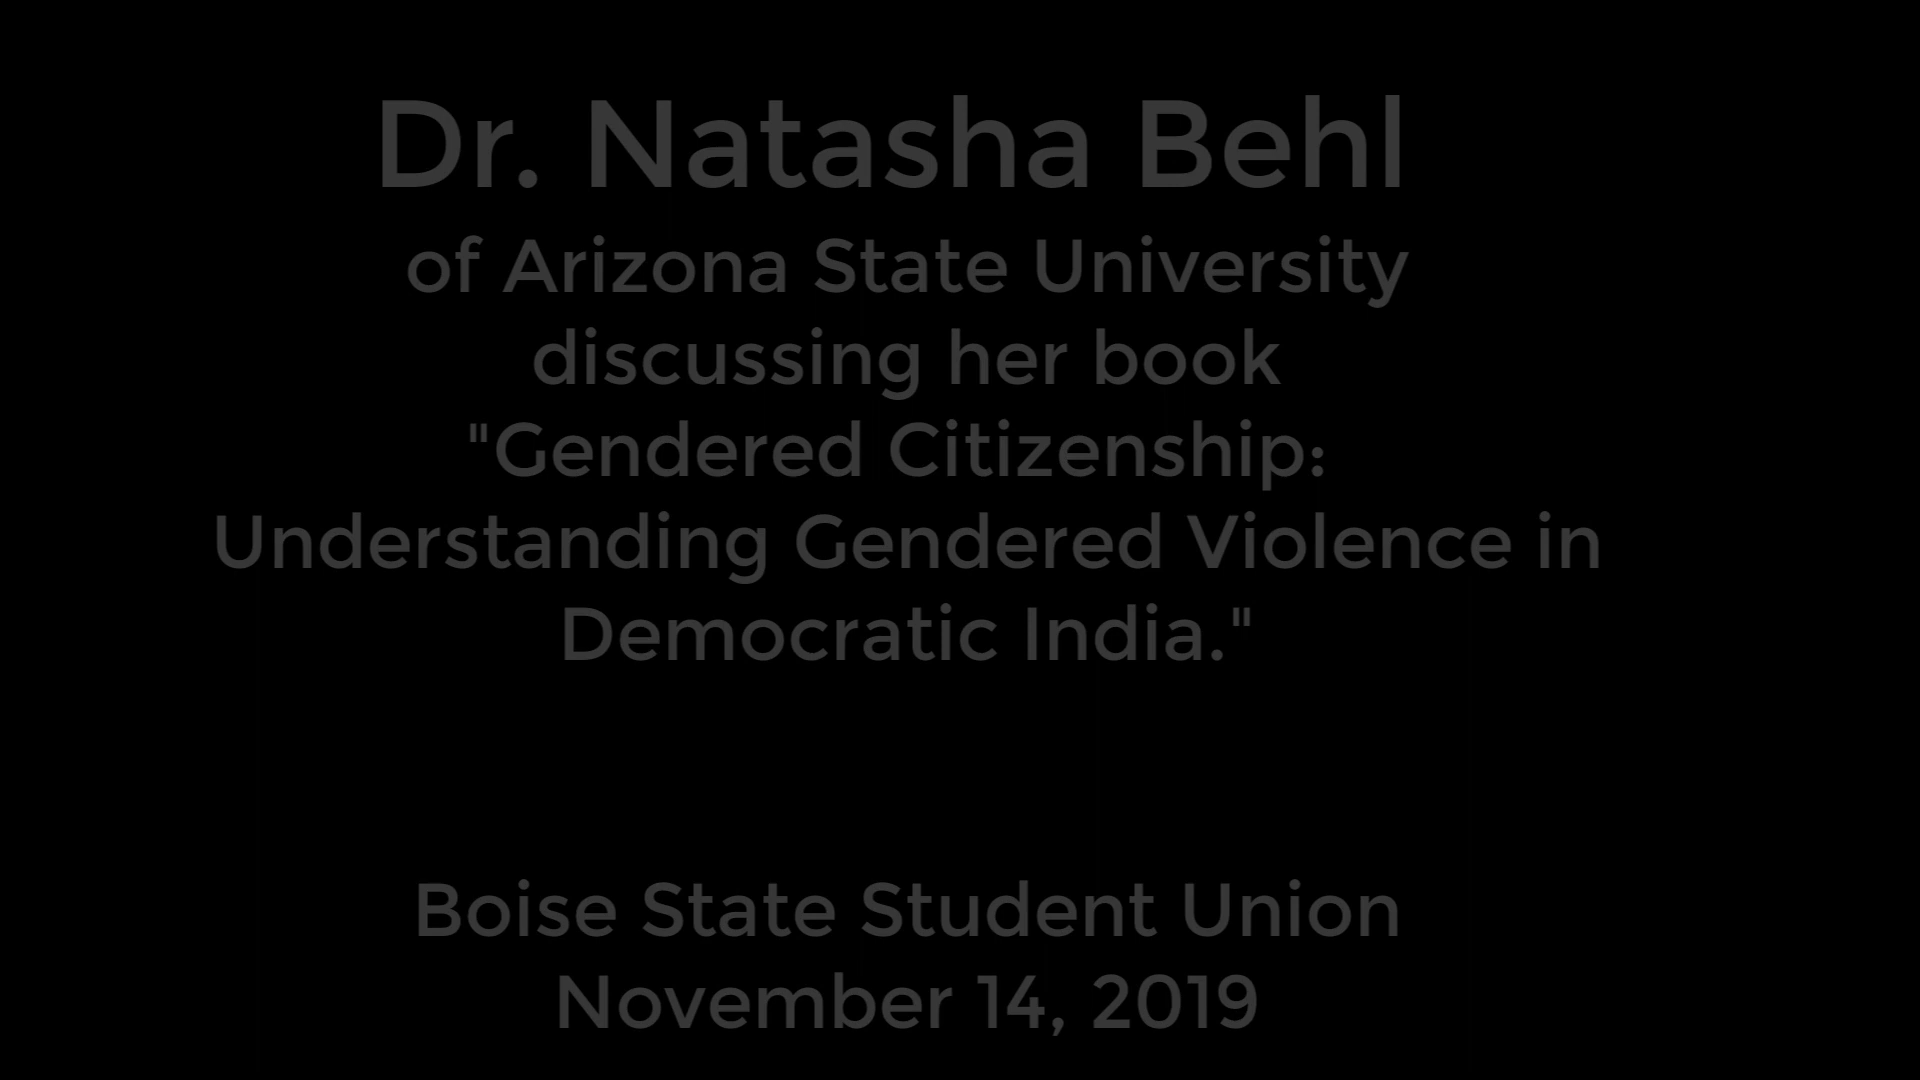 Dr. Natasha Behl
of Arizona State University
discussing her book
"Gendered Citizenship:
Understanding Gendered Violence in
Democratic India."
Boise State Student Union
November 14, 2019